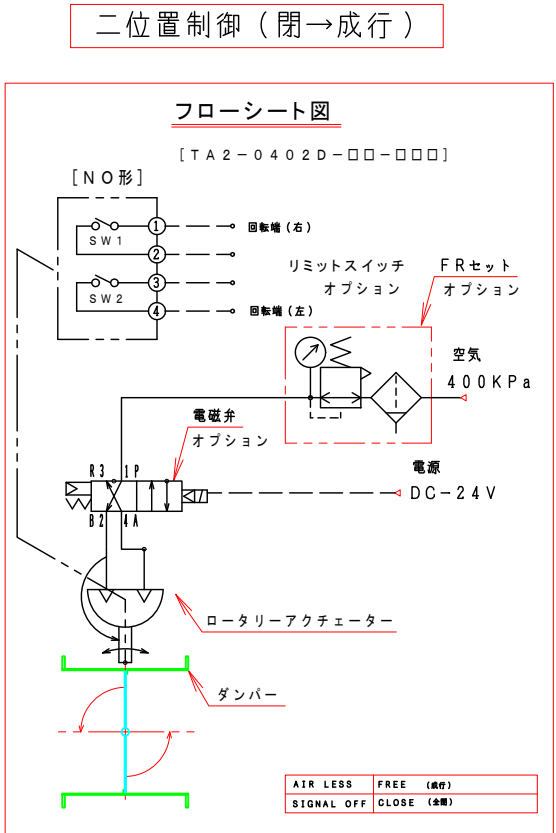 二位置制御(閉→成行)
フローシート図
[TA2-0402D-□□-□□□]
[NO形]
SW1
1
2
SW2
3
4
回転端(右)
回転端(左)
リミットスイッチ
オプション
FRセット
オプション
空気
400KPa
電磁弁
オプション
R3 1P
B2 4A
電源
DC-24V
ロータリーアクチェーター
ダンパー
AIR LESS FREE (成行)
SIGNAL OFF CLOSE (全閉)